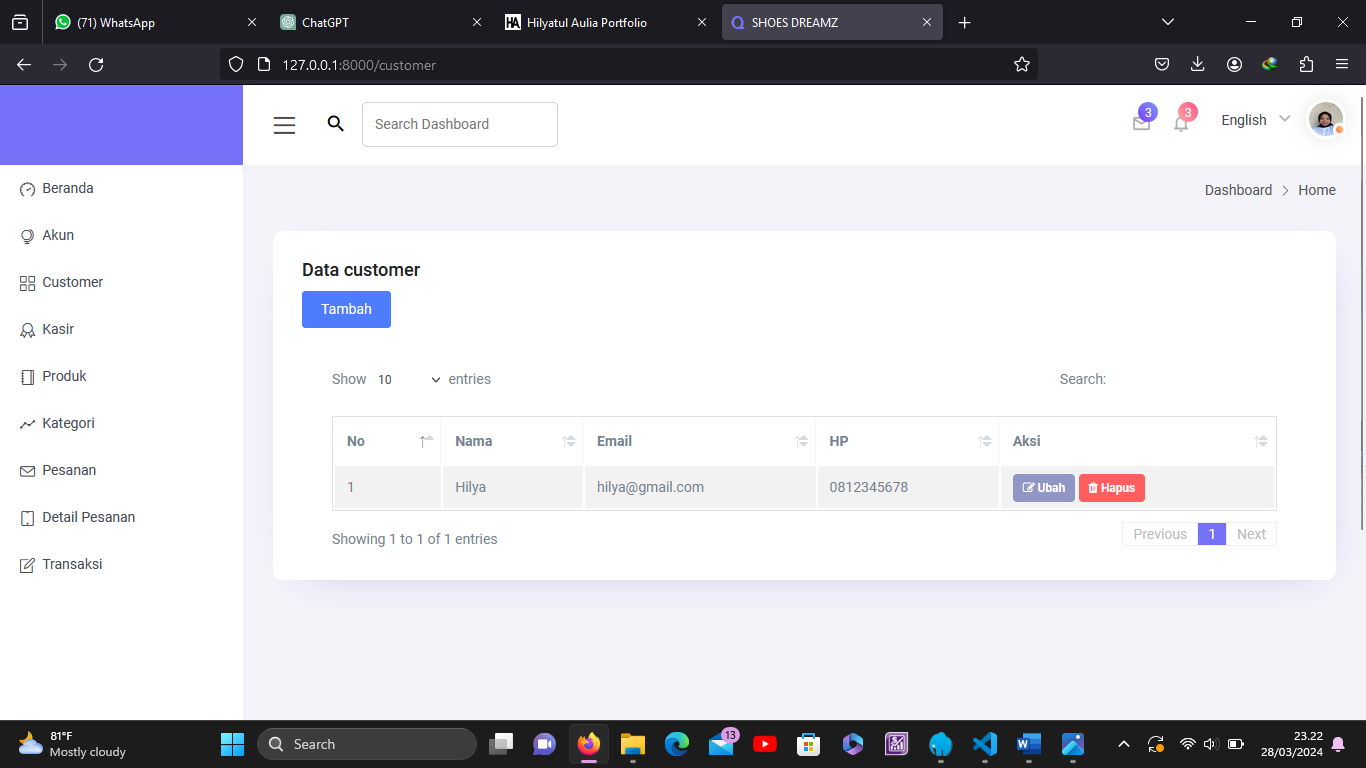 (71) WhatsApp
ChatGPT
HA Hilyatul Aulia Portfolio
SHOES DREAMZ
127.0.0.1:8000/customer
Search Dashboard
3
3
English
Dashboard
Home
Beranda
Akun
Customer
Kasir
Produk
Kategori
Pesanan
Detail Pesanan
Transaksi
Data customer
Tambah
Show 10 entries
Search:
No Nama Email HP Aksi
1 Hilya hilya@gmail.com 0812345678 Ubah Hapus
Showing 1 to 1 of 1 entries
Previous 1 Next
81°F
Mostly cloudy
Search
13
23.22
28/03/2024